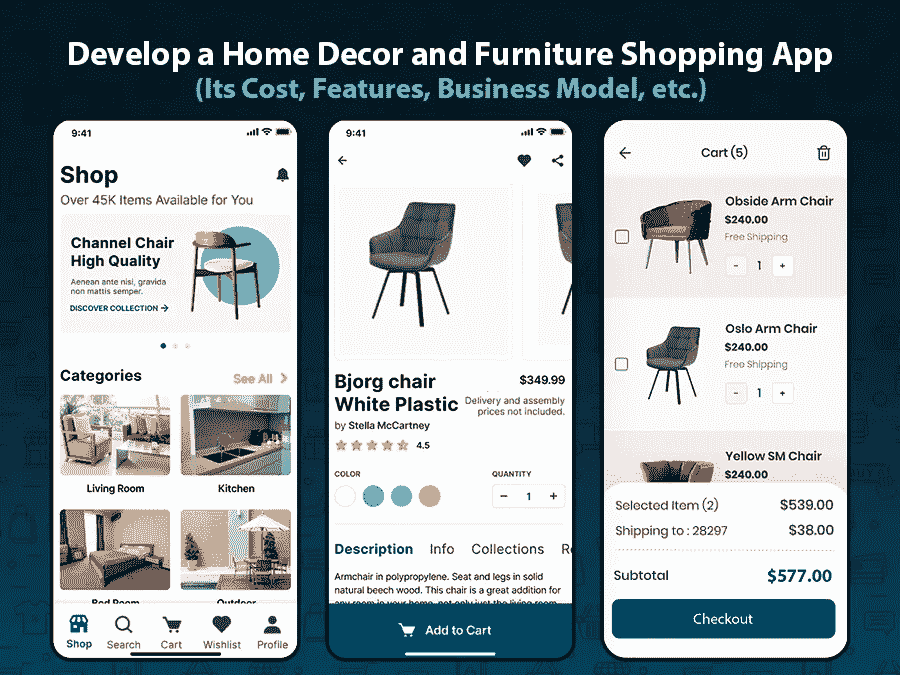 Develop a Home Decor and Furniture Shopping App
(Its Cost, Features, Business Model, etc.)
9:41
Shop
Over 45K Items Available for You
Channel Chair
High Quality
Aenean ante nisi, gravida
non mattis semper.
DISCOVER COLLECTION →
Categories
See All >
Living Room
Kitchen
Bed Room
Outdoor
Shop
Search
Cart
Wishlist
Profile
9:41
Bjorg chair
White Plastic
$349.99
Delivery and assembly
prices not included.
by Stella McCartney
4.5
COLOR
QUANTITY
− 1 +
Description Info Collections
Armchair in polypropylene. Seat and legs in solid
natural beech wood. This chair is a great addition for
any room in your home, not only just the living room.
Add to Cart
Cart (5)
Obside Arm Chair
$240.00
Free Shipping
- 1 +
Oslo Arm Chair
$240.00
Free Shipping
- 1 +
Yellow SM Chair
$240.00
Selected Item (2) $539.00
Shipping to : 28297 $38.00
Subtotal $577.00
Checkout